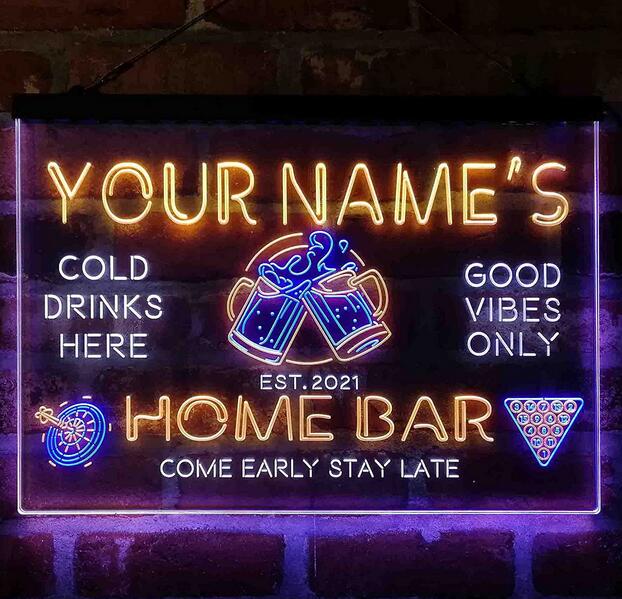 YOUR NAME'S
COLD
DRINKS
HERE
GOOD
VIBES
ONLY
EST.2021
HOME BAR
COME EARLY STAY LATE